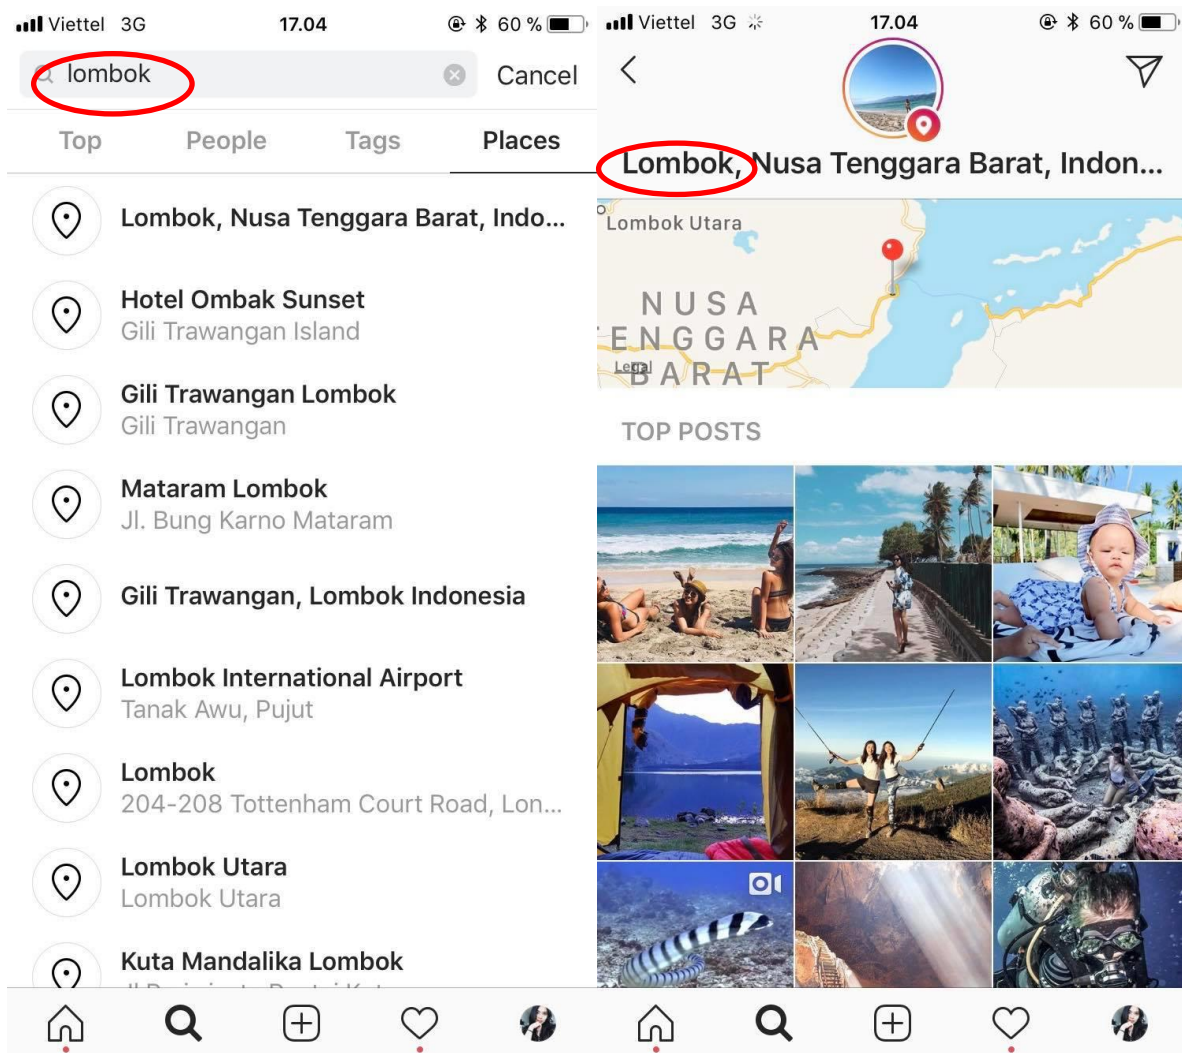 Viettel 3G 17.04 60 %
lombok
Cancel
Top People Tags Places
Lombok, Nusa Tenggara Barat, Indo...
Hotel Ombak Sunset
Gili Trawangan Island
Gili Trawangan Lombok
Gili Trawangan
Mataram Lombok
Jl. Bung Karno Mataram
Gili Trawangan, Lombok Indonesia
Lombok International Airport
Tanak Awu, Pujut
Lombok
204-208 Tottenham Court Road, Lon...
Lombok Utara
Lombok Utara
Kuta Mandalika Lombok
Viettel 3G 17.04 60 %
Lombok, Nusa Tenggara Barat, Indon...
Lombok Utara
NUSA
TENGGARA
BARAT
Legal
TOP POSTS